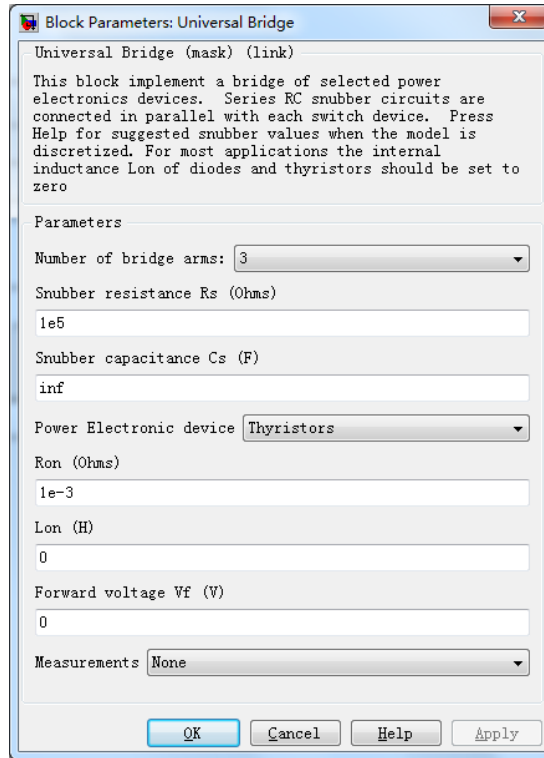 Block Parameters: Universal Bridge
x
Universal Bridge (mask) (link)
This block implement a bridge of selected power
electronics devices. Series RC snubber circuits are
connected in parallel with each switch device. Press
Help for suggested snubber values when the model is
discretized. For most applications the internal
inductance Lon of diodes and thyristors should be set to
zero
Parameters
Number of bridge arms: 3
Snubber resistance Rs (Ohms)
1e5
Snubber capacitance Cs (F)
inf
Power Electronic device Thyristors
Ron (Ohms)
1e-3
Lon (H)
0
Forward voltage Vf (V)
0
Measurements None
OK Cancel Help Apply